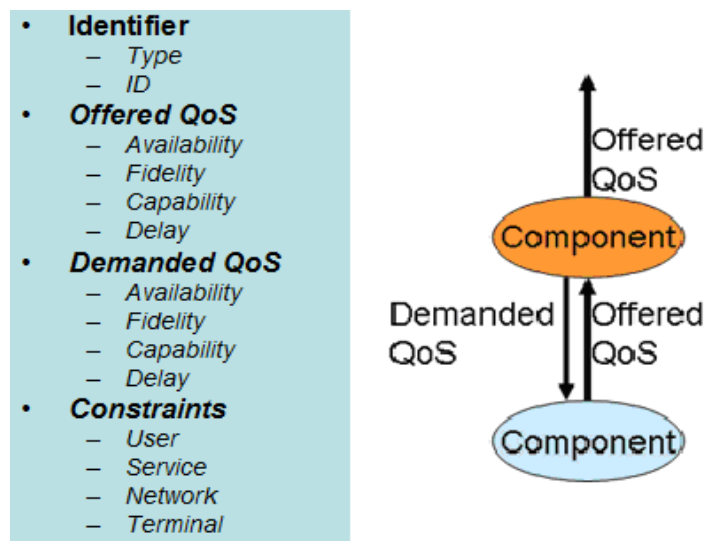 • Identifier
– Type
– ID
• Offered QoS
– Availability
– Fidelity
– Capability
– Delay
• Demanded QoS
– Availability
– Fidelity
– Capability
– Delay
• Constraints
– User
– Service
– Network
– Terminal
Offered
QoS
Component
Demanded
QoS
Offered
QoS
Component